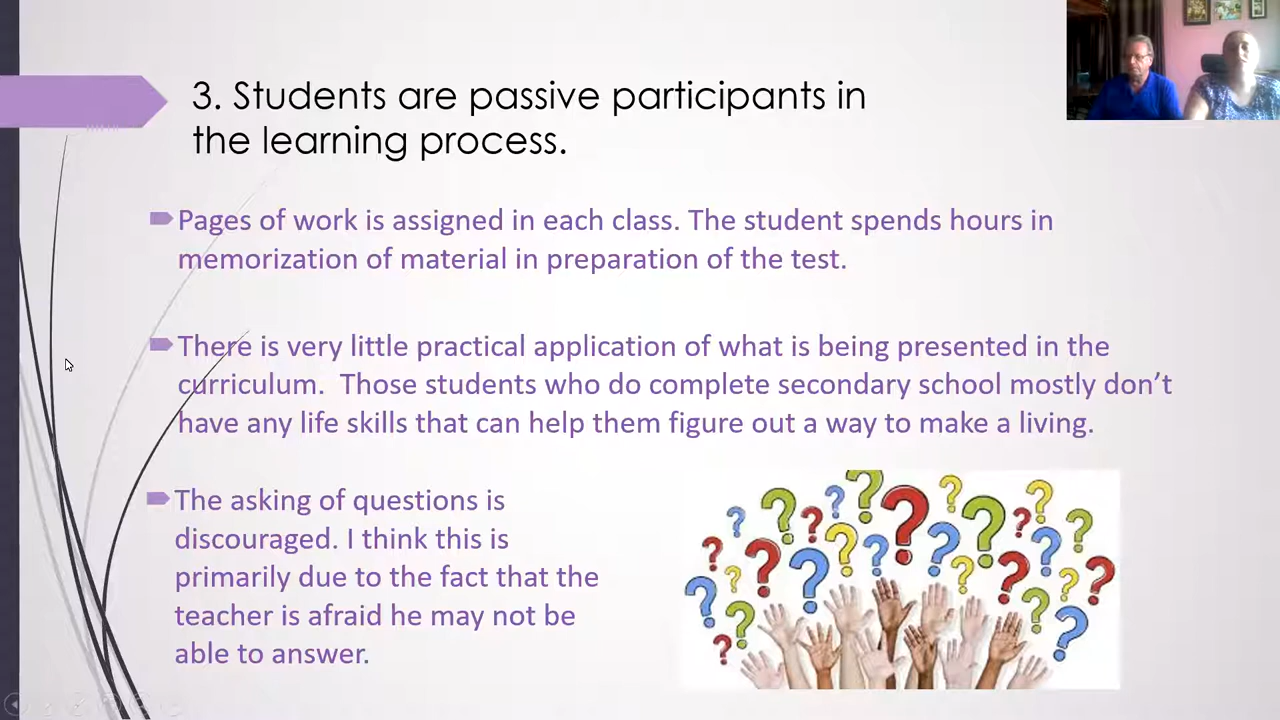 3. Students are passive participants in
the learning process.
Pages of work is assigned in each class. The student spends hours in
memorization of material in preparation of the test.
There is very little practical application of what is being presented in the
curriculum.  Those students who do complete secondary school mostly don’t
have any life skills that can help them figure out a way to make a living.
The asking of questions is
discouraged. I think this is
primarily due to the fact that the
teacher is afraid he may not be
able to answer.